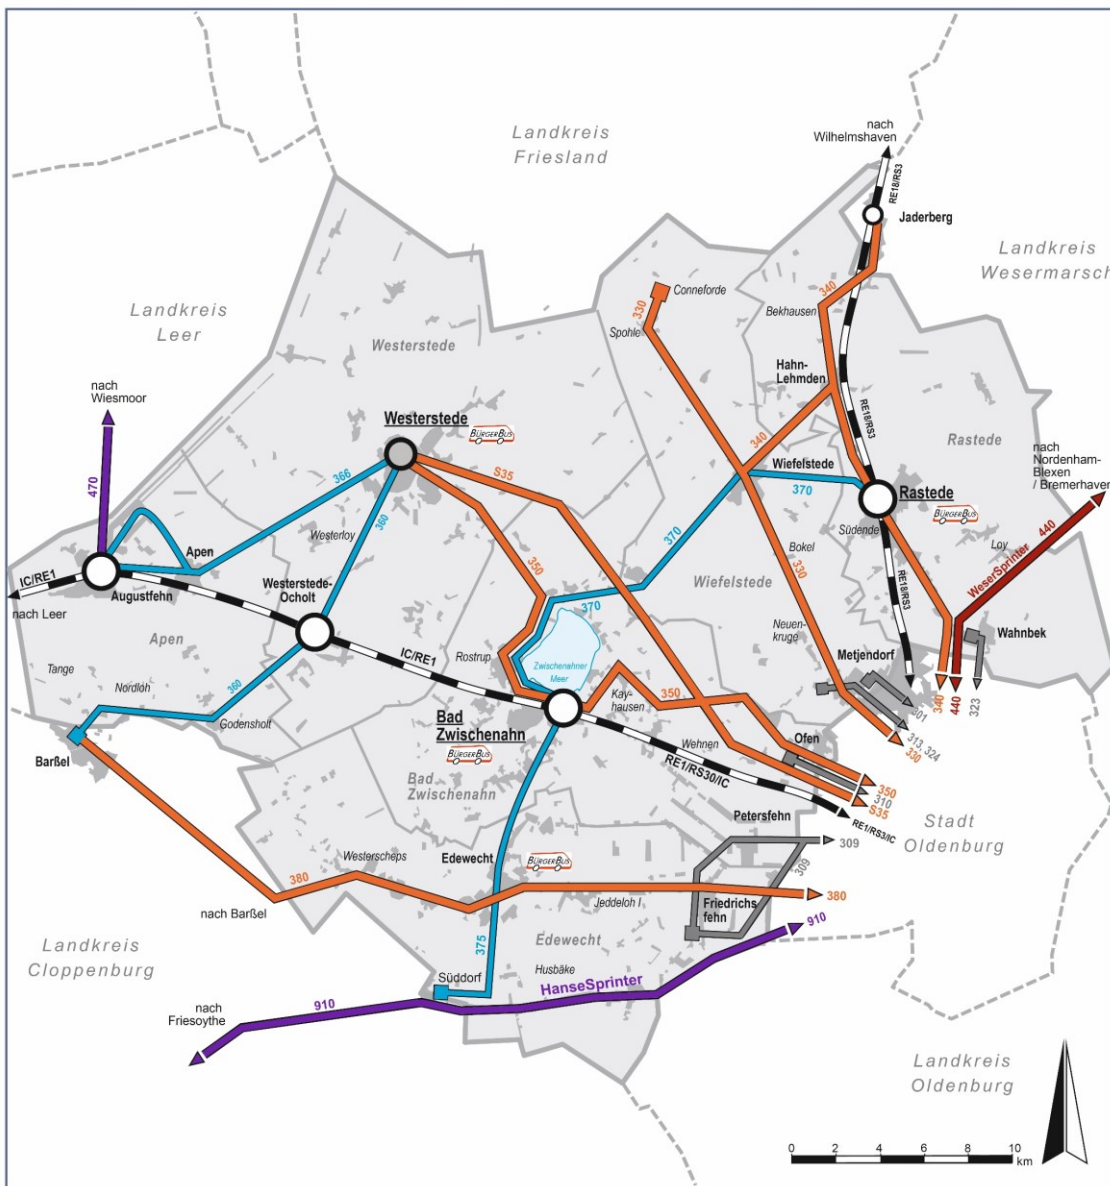 nach
Wilhelmshaven
RE18/RS3
Landkreis
Friesland
Jaderberg
Landkreis
Wesermarsch
Conneforde
340
330
Bekhausen
Landkreis
Leer
Spohle
Westerstede
Hahn-
Lehmden
nach
Wiesmoor
RE18/RS3
Westerstede
BÜRGERBUS
Rastede
340
Wiefelstede
nach
Nordenham-
Blexen
/ Bremerhaven
S35
470
366
370
Rastede
BÜRGERBUS
360
Südende
440
Westerloy
370
Bokel
Loy
Apen
350
330
WeserSprinter
IC/RE1
Westerstede-
Ocholt
Wiefelstede
RE18/RS3
nach Leer
Augustfehn
370
Neuen-
kruge
Apen
Wahnbek
IC/RE1
Rostrup
Metjendorf
Tange
Zwischenahner
Meer
Nordloh
360
Kay-
hausen
350
340
440
323
301
Godensholt
Bad
Zwischenahn
313, 324
330
Barßel
BÜRGERBUS
Wehnen
Ofen
RE1/RS30/IC
Bad
Zwischenahn
350
310
S35
Petersfehn
RE1/RS3/IC
Stadt
Oldenburg
309
Westerscheps
Edewecht
BÜRGERBUS
309
380
380
nach Barßel
Jeddeloh I
Friedrichs
fehn
910
Landkreis
Cloppenburg
375
Edewecht
Süddorf
Husbäke
HanseSprinter
nach
Friesoythe
910
Landkreis
Oldenburg
0 2 4 6 8 10
km